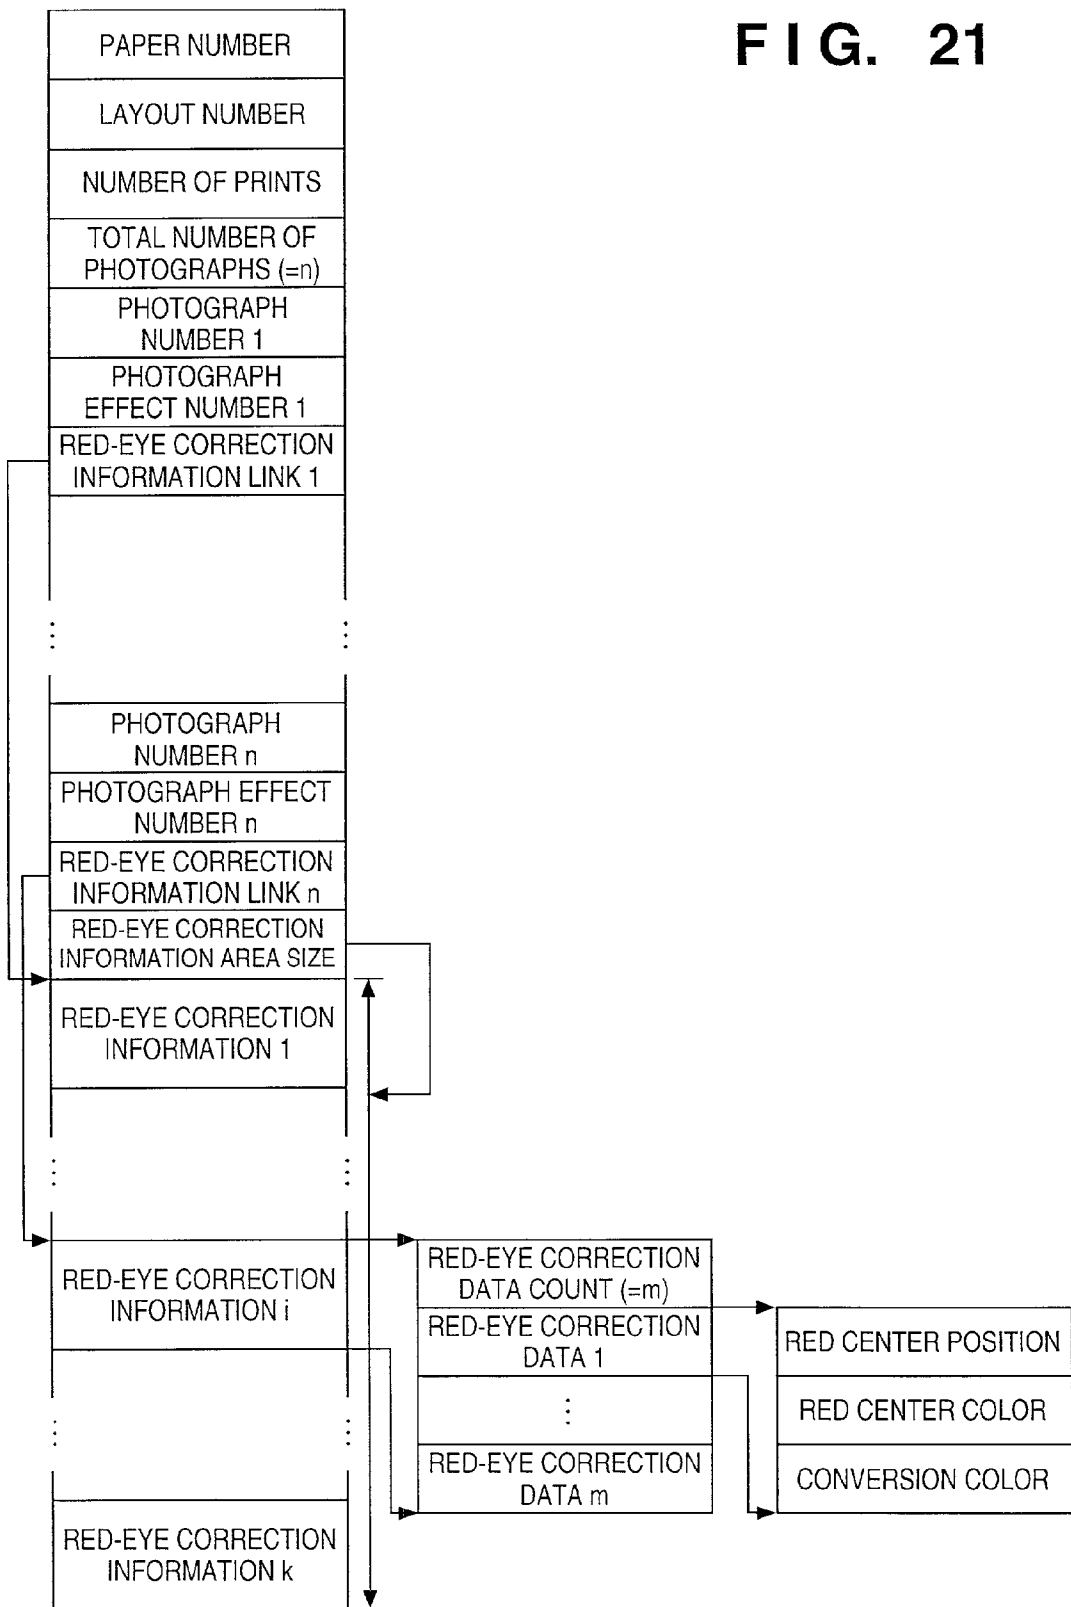 FIG. 21
PAPER NUMBER
LAYOUT NUMBER
NUMBER OF PRINTS
TOTAL NUMBER OF
PHOTOGRAPHS (=n)
PHOTOGRAPH
NUMBER 1
PHOTOGRAPH
EFFECT NUMBER 1
RED-EYE CORRECTION
INFORMATION LINK 1
PHOTOGRAPH
NUMBER n
PHOTOGRAPH EFFECT
NUMBER n
RED-EYE CORRECTION
INFORMATION LINK n
RED-EYE CORRECTION
INFORMATION AREA SIZE
RED-EYE CORRECTION
INFORMATION 1
RED-EYE CORRECTION
INFORMATION i
RED-EYE CORRECTION
INFORMATION k
RED-EYE CORRECTION
DATA COUNT (=m)
RED-EYE CORRECTION
DATA 1
RED-EYE CORRECTION
DATA m
RED CENTER POSITION
RED CENTER COLOR
CONVERSION COLOR